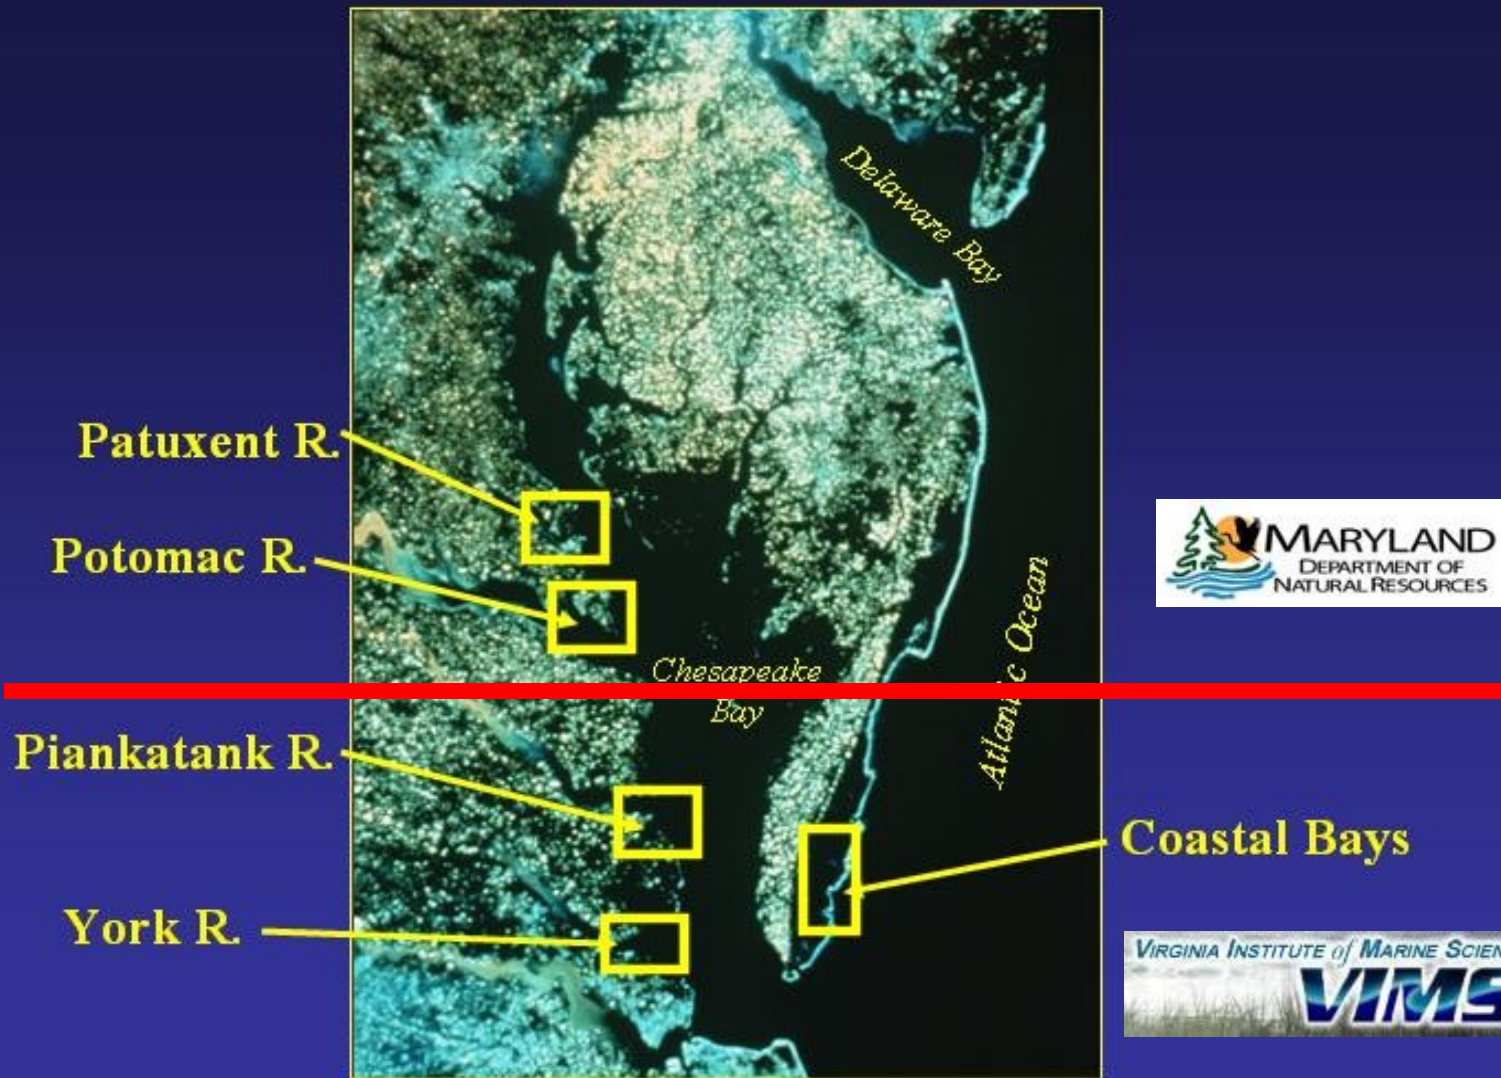 Delaware Bay
Patuxent R.
Potomac R.
MARYLAND
DEPARTMENT OF
NATURAL RESOURCES
Atlantic Ocean
Chesapeake
Bay
Piankatank R.
Coastal Bays
York R.
VIRGINIA INSTITUTE of MARINE SCIEN
VIMS